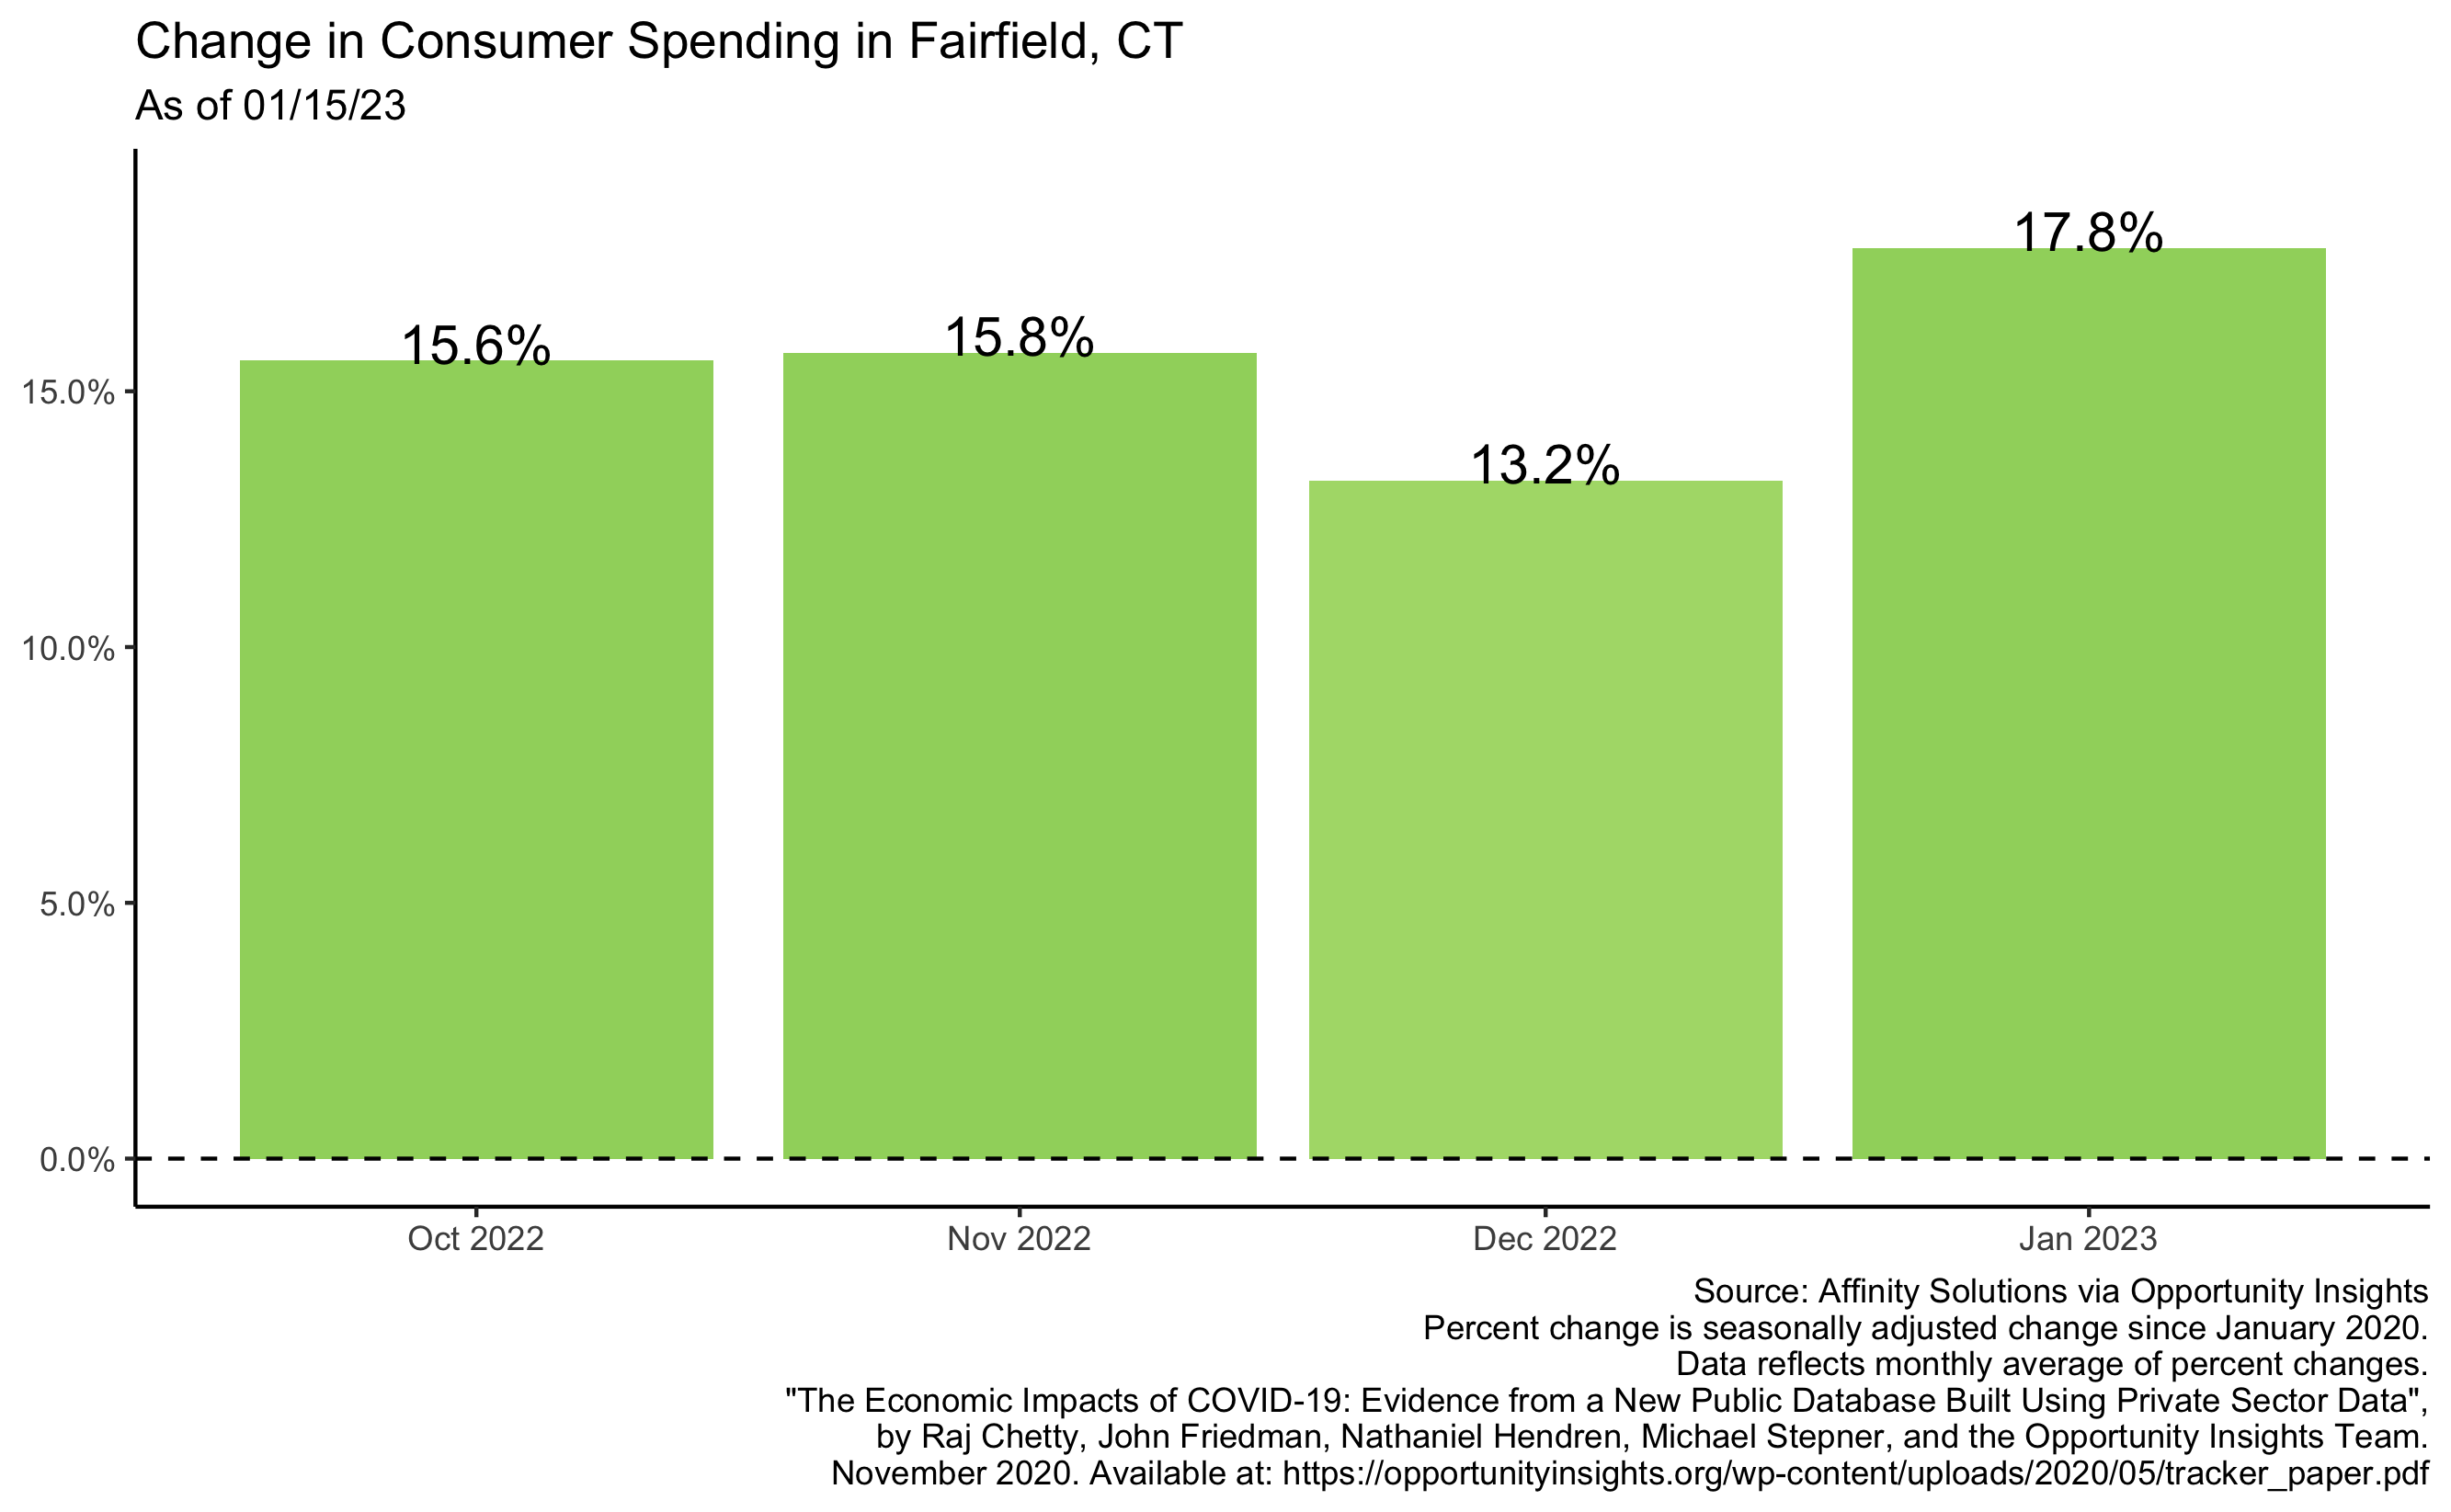 Change in Consumer Spending in Fairfield, CT
As of 01/15/23
17.8%
15.6%
15.8%
15.0%
13.2%
10.0%
5.0%
0.0%
Oct 2022
Nov 2022
Dec 2022
Jan 2023
Source: Affinity Solutions via Opportunity Insights
Percent change is seasonally adjusted change since January 2020.
Data reflects monthly average of percent changes.
"The Economic Impacts of COVID-19: Evidence from a New Public Database Built Using Private Sector Data",
by Raj Chetty, John Friedman, Nathaniel Hendren, Michael Stepner, and the Opportunity Insights Team.
November 2020. Available at: https://opportunityinsights.org/wp-content/uploads/2020/05/tracker_paper.pdf